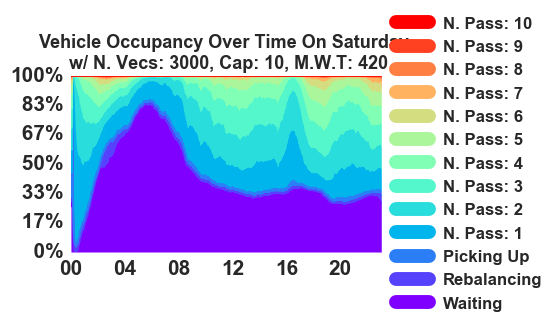 Vehicle Occupancy Over Time On Saturday
w/ N. Vecs: 3000, Cap: 10, M.W.T: 420
100%
83%
67%
50%
33%
17%
0%
00 04 08 12 16 20
N. Pass: 10
N. Pass: 9
N. Pass: 8
N. Pass: 7
N. Pass: 6
N. Pass: 5
N. Pass: 4
N. Pass: 3
N. Pass: 2
N. Pass: 1
Picking Up
Rebalancing
Waiting